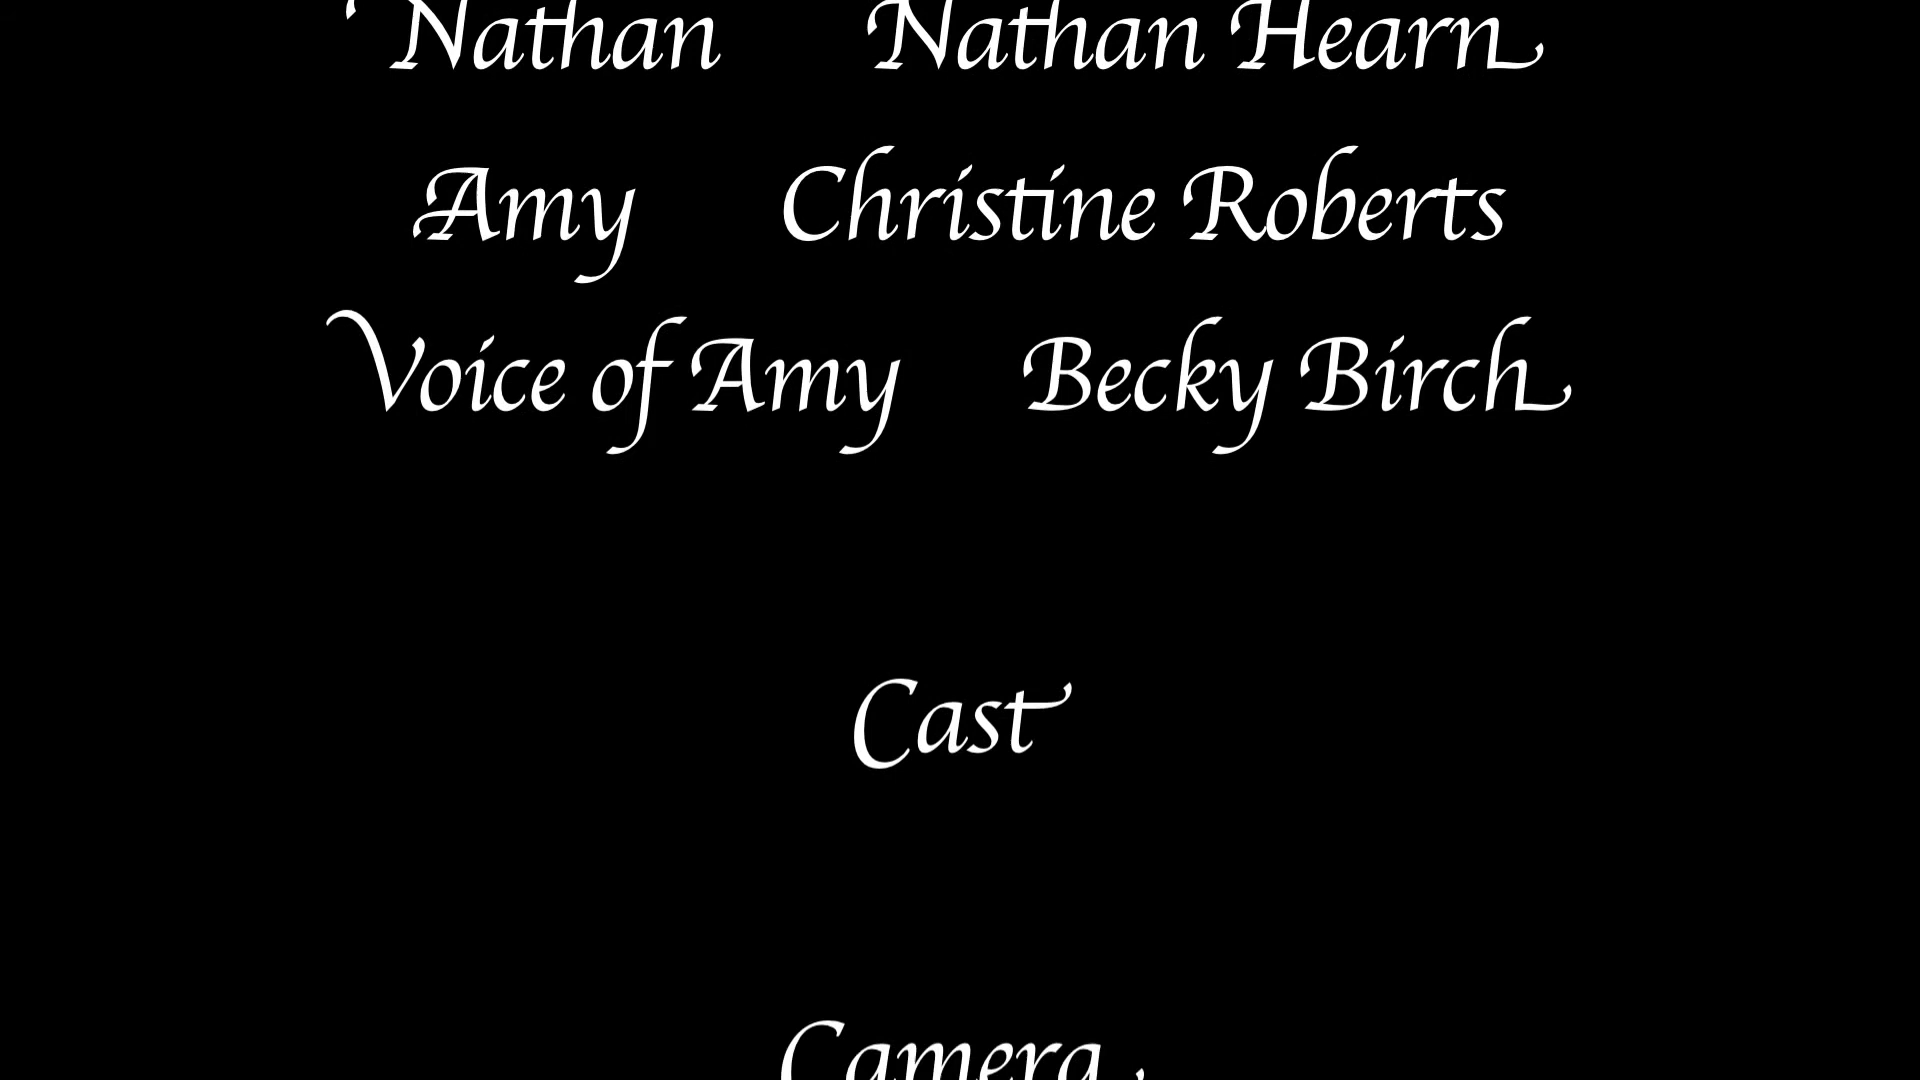 Nathan Nathan Hearn
Amy Christine Roberts
Voice of Amy Becky Birch
Cast
Camera